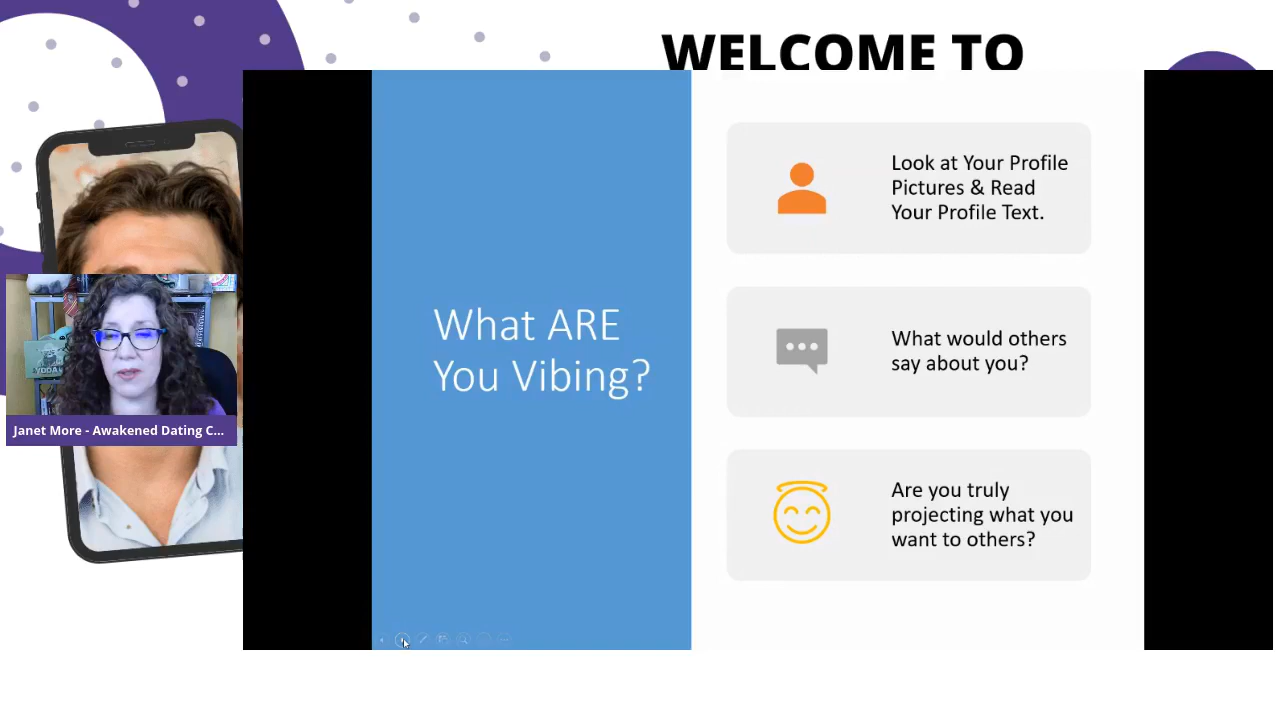 WELCOME TO
What ARE
You Vibing?
Look at Your Profile
Pictures & Read
Your Profile Text.
What would others
say about you?
Are you truly
projecting what you
want to others?
YODA
Janet More - Awakened Dating C...